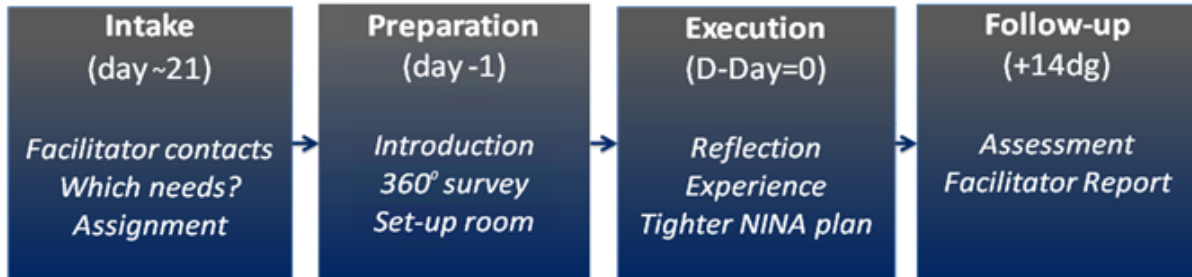 Intake
(day ~21)
Facilitator contacts
Which needs?
Assignment
Preparation
(day -1)
Introduction
360⁰ survey
Set-up room
Execution
(D-Day=0)
Reflection
Experience
Tighter NINA plan
Follow-up
(+14dg)
Assessment
Facilitator Report